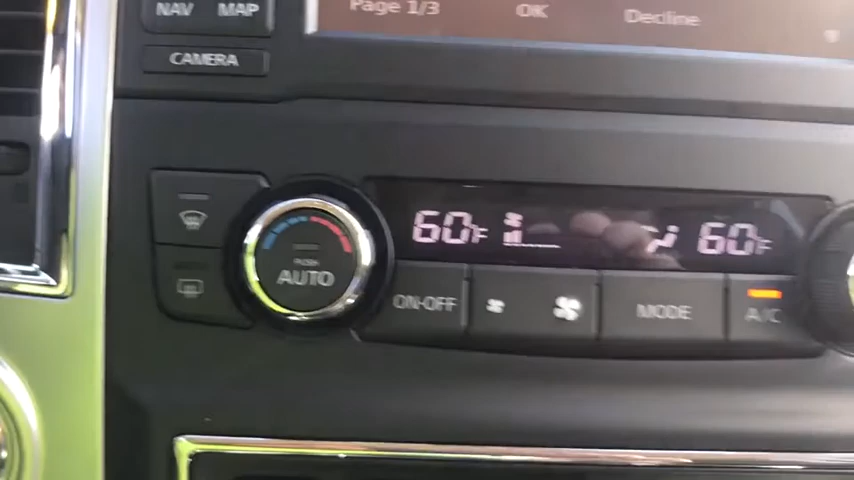 NAV MAP
Page 1/3 OK Decline
CAMERA
60F 60F
PUSH
AUTO
ON·OFF MODE A/C